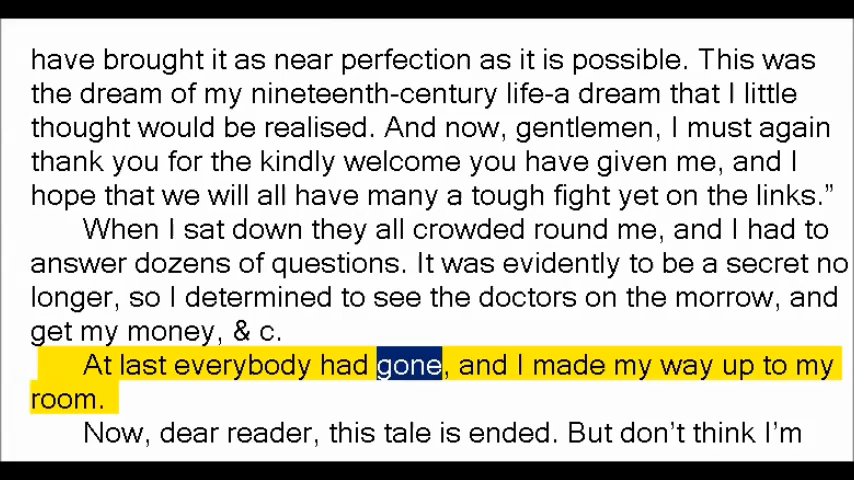 have brought it as near perfection as it is possible. This was
the dream of my nineteenth-century life-a dream that I little
thought would be realised. And now, gentlemen, I must again
thank you for the kindly welcome you have given me, and I
hope that we will all have many a tough fight yet on the links.”
When I sat down they all crowded round me, and I had to
answer dozens of questions. It was evidently to be a secret no
longer, so I determined to see the doctors on the morrow, and
get my money, & c.
At last everybody had gone, and I made my way up to my
room.
Now, dear reader, this tale is ended. But don’t think I’m